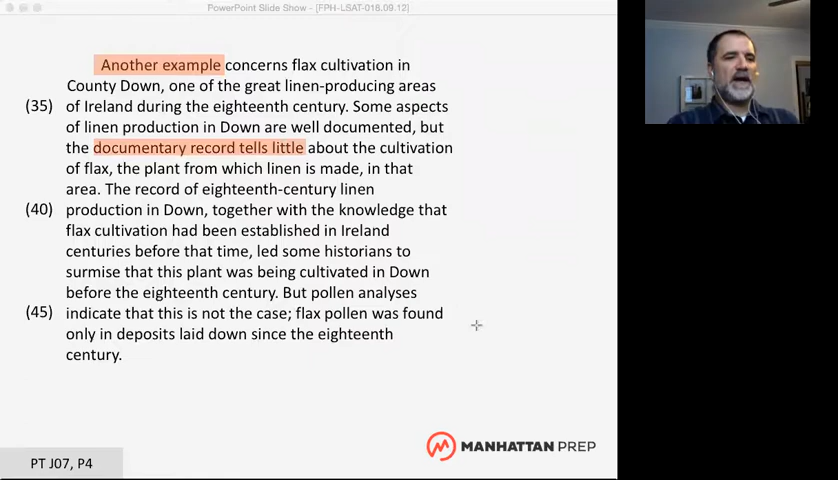 PowerPoint Slide Show - [FPH-LSAT-018.09.12]
Another example concerns flax cultivation in
County Down, one of the great linen-producing areas
(35) of Ireland during the eighteenth century. Some aspects
of linen production in Down are well documented, but
the documentary record tells little about the cultivation
of flax, the plant from which linen is made, in that
area. The record of eighteenth-century linen
(40) production in Down, together with the knowledge that
flax cultivation had been established in Ireland
centuries before that time, led some historians to
surmise that this plant was being cultivated in Down
before the eighteenth century. But pollen analyses
(45) indicate that this is not the case; flax pollen was found
only in deposits laid down since the eighteenth
century.
MANHATTAN PREP
PT J07, P4